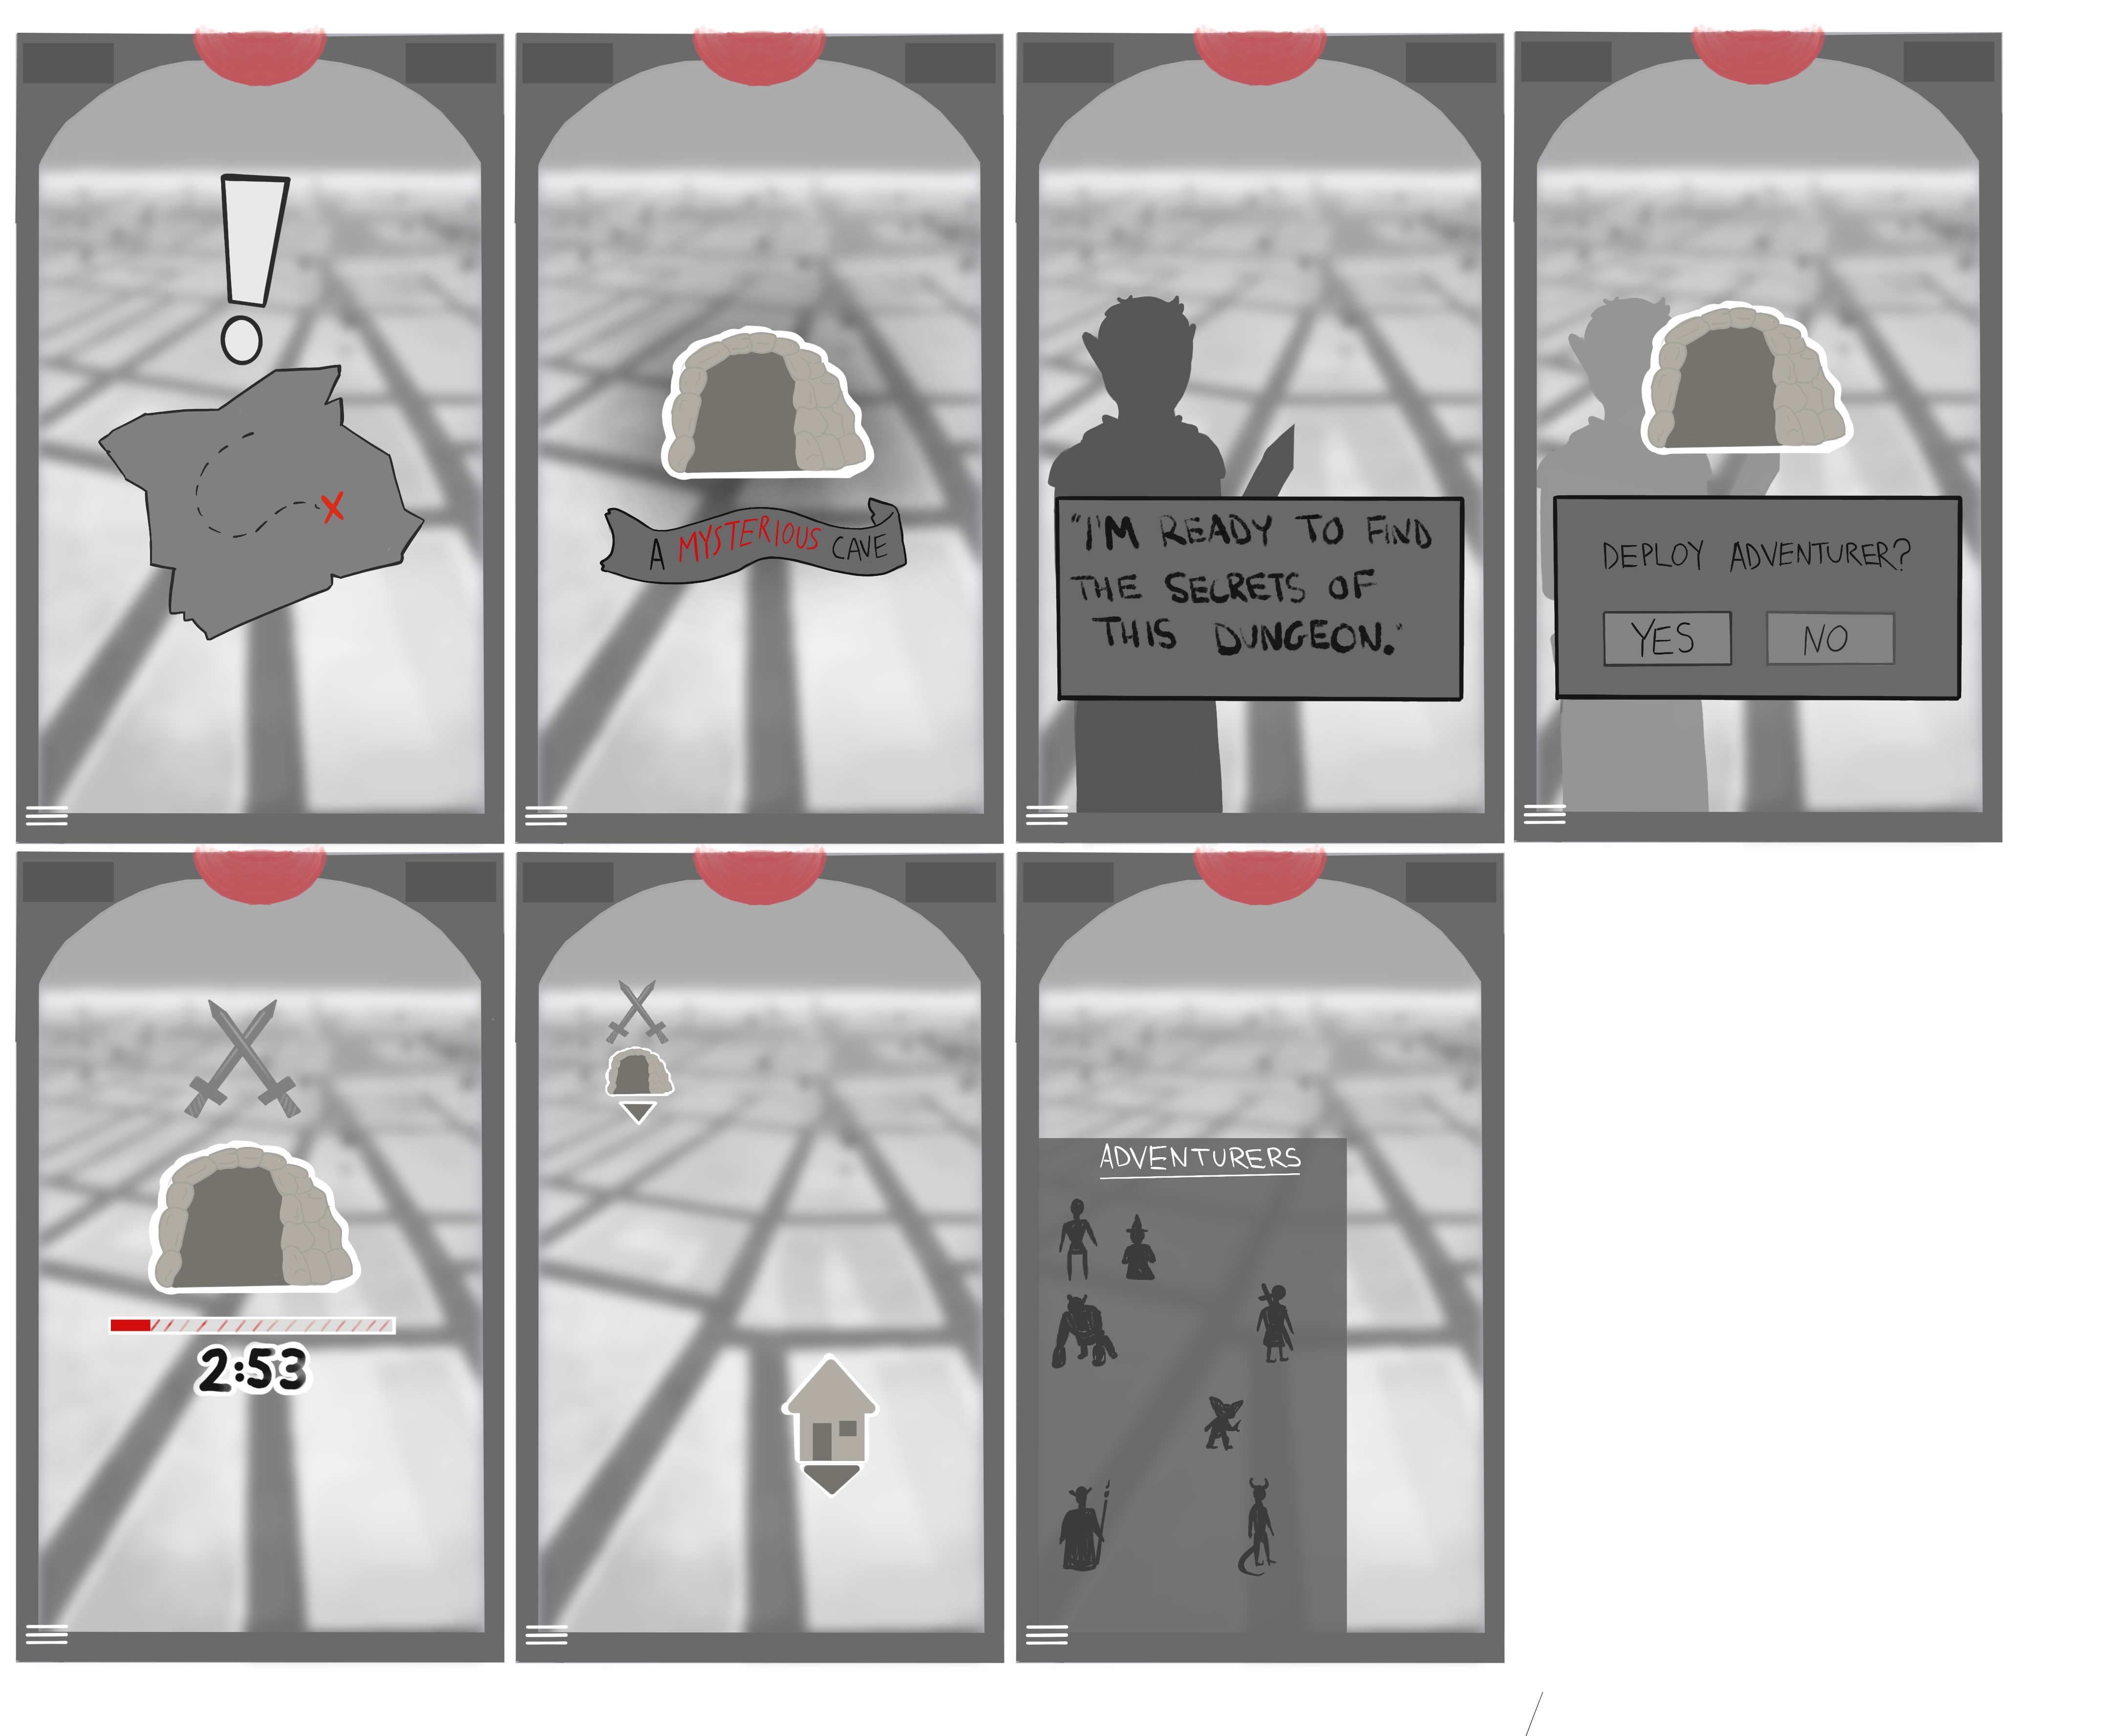 A MYSTERIOUS CAVE
"I'M READY TO FIND
THE SECRETS OF
THIS DUNGEON."
DEPLOY ADVENTURER?
YES NO
2:53
ADVENTURERS